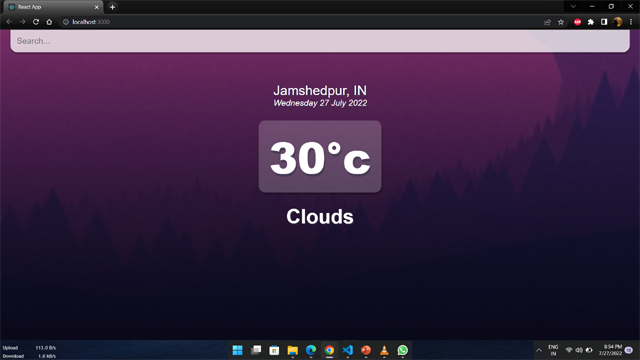 React App
localhost:3000
Search...
Jamshedpur, IN
Wednesday 27 July 2022
30°c
Clouds
Upload 113.0 B/s
Download 1.0 kB/s
ENG
IN
8:54 PM
7/27/2022